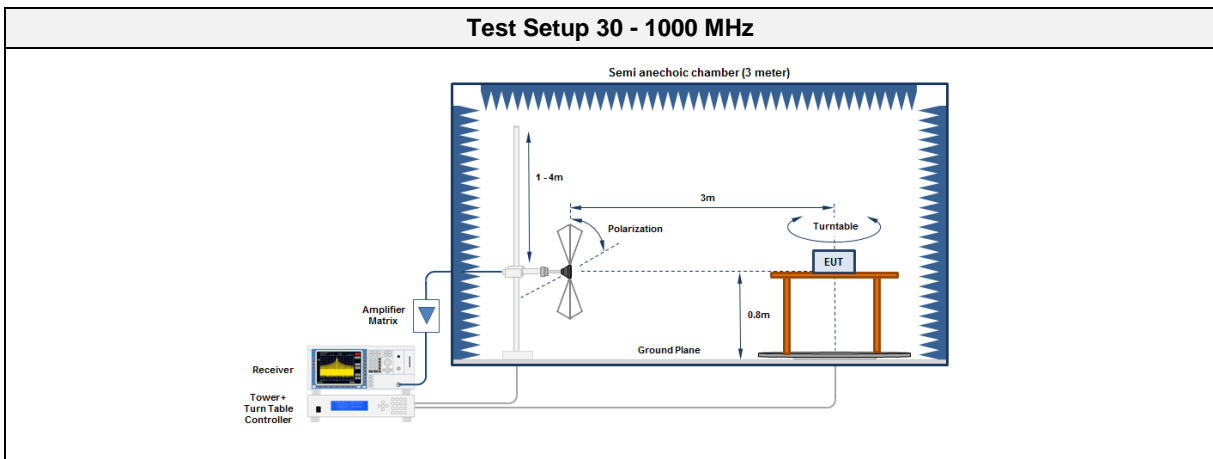 Test Setup 30 - 1000 MHz
Semi anechoic chamber (3 meter)
1 - 4m
3m
Polarization
Turntable
EUT
Amplifier
Matrix
0.8m
Ground Plane
Receiver
Tower+
Turn Table
Controller